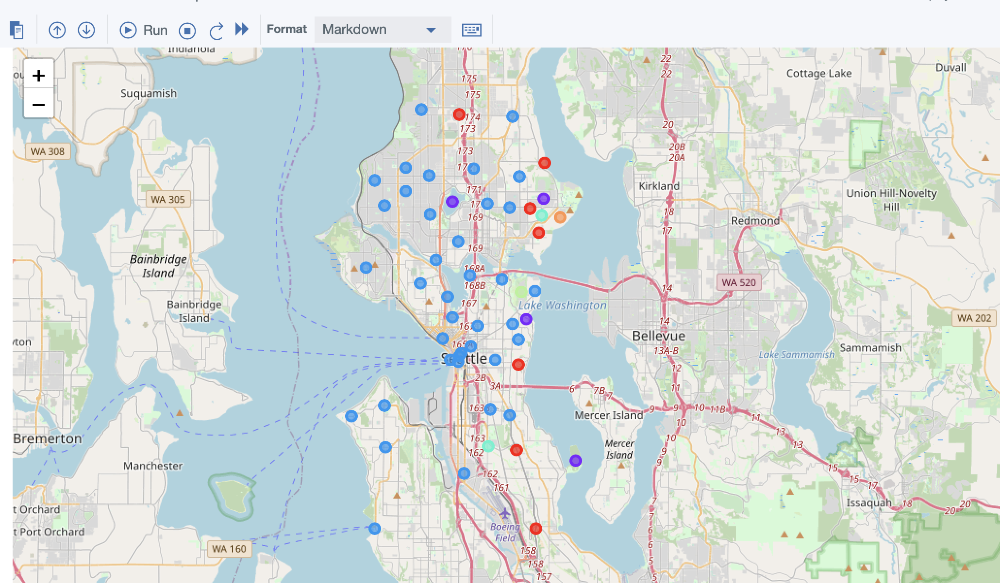 Run
Format
Markdown
Indianola
+
−
Suquamish
WA 308
WA 305
Bainbridge
Island
Bainbridge
Island
Bremerton
Manchester
t Orchard
t Port Orchard
WA 160
175
175
174
173
173
171
169
169
168A
168B
167
Seattle
2B
3A
163
163
162
162
161
Boeing
Field
158
158
157
Lake Washington
6
7B
7
9
9
10
11B
11
13
13
15
15
17
18
20
20
Mercer Island
Mercer
Island
22
22
20
20B
20A
Kirkland
18
17
14
14
Bellevue
13A-B
12
11
10
10
9
9
7
7
6
6
5
5
Cottage Lake
Duvall
Union Hill-Novelty
Hill
Redmond
WA 520
WA 202
Sammamish
Lake Sammamish
Issaquah